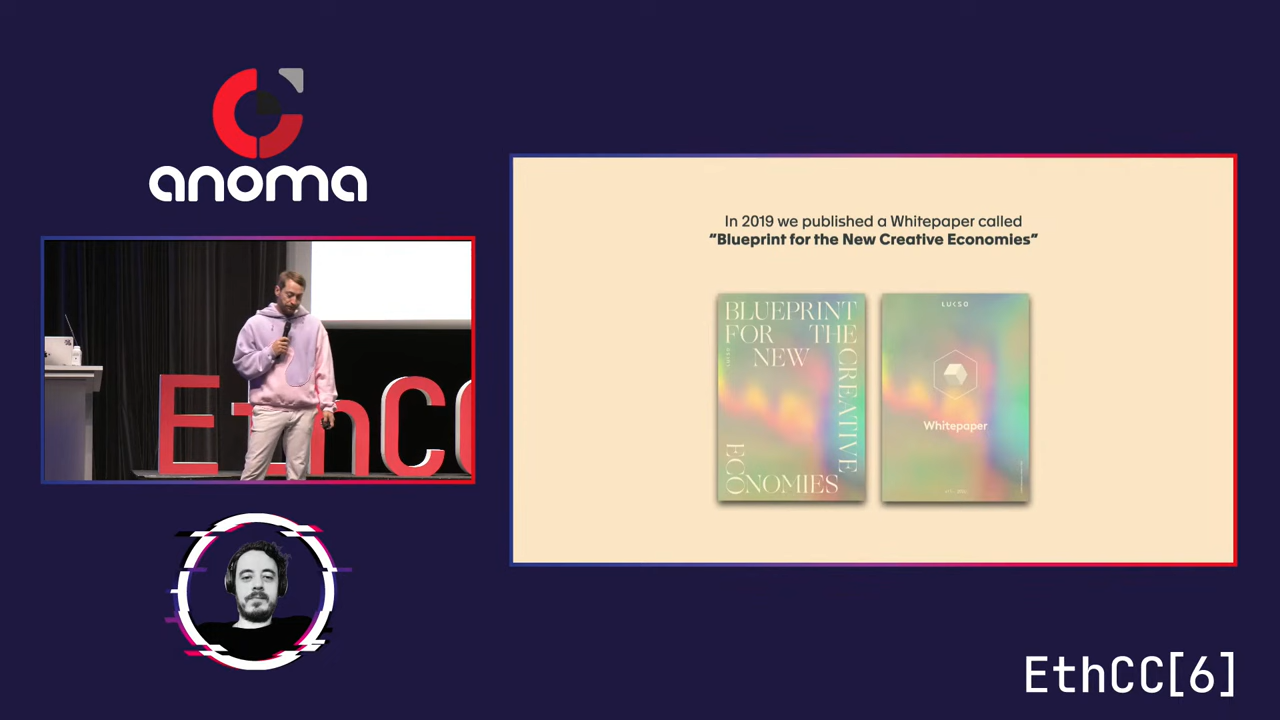 anoma
EthCC
In 2019 we published a Whitepaper called
“Blueprint for the New Creative Economies”
BLUEPRINT
FOR THE
NEW
CREATIVE
ECONOMIES
LUKSO
Whitepaper
EthCC[6]